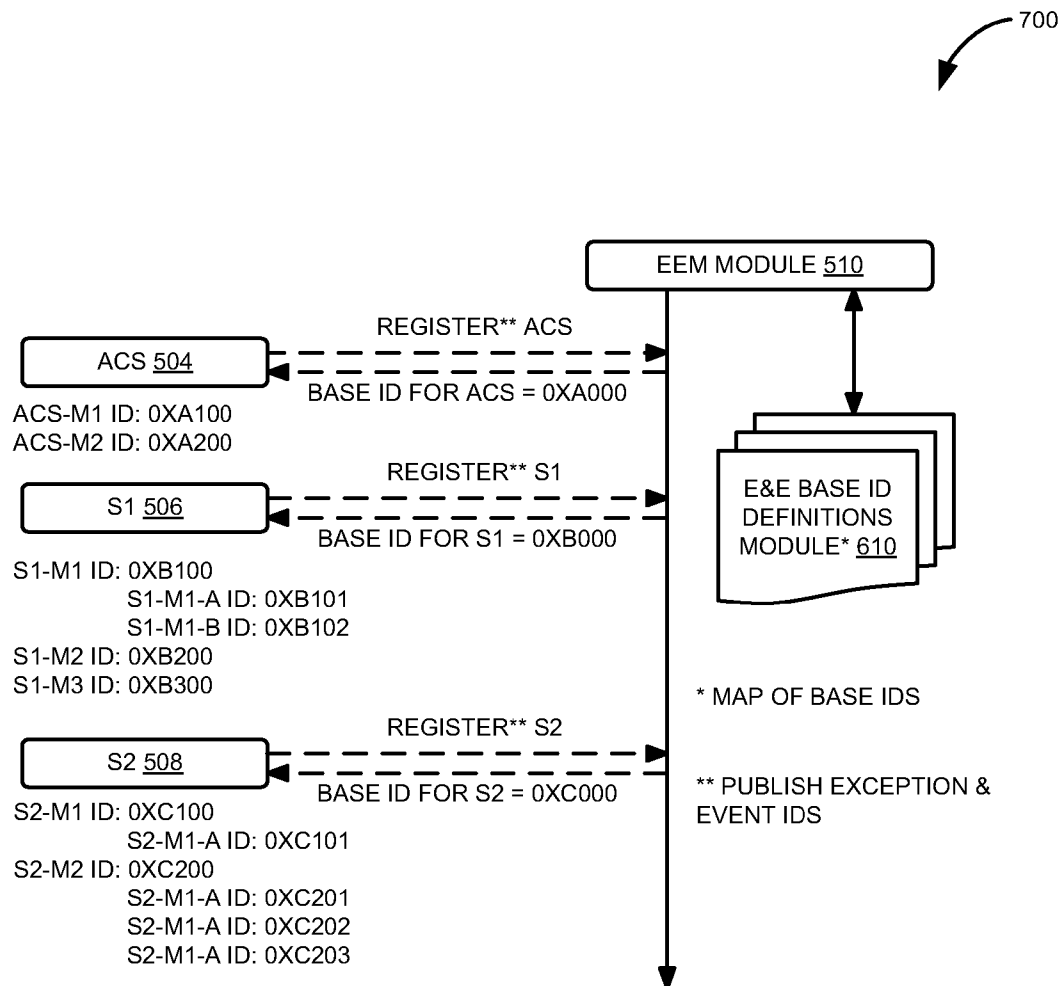 700
EEM MODULE 510
REGISTER** ACS
ACS 504
BASE ID FOR ACS = 0XA000
ACS-M1 ID: 0XA100
ACS-M2 ID: 0XA200
REGISTER** S1
S1 506
BASE ID FOR S1 = 0XB000
E&E BASE ID
DEFINITIONS
MODULE* 610
S1-M1 ID: 0XB100
S1-M1-A ID: 0XB101
S1-M1-B ID: 0XB102
S1-M2 ID: 0XB200
S1-M3 ID: 0XB300
* MAP OF BASE IDS
REGISTER** S2
S2 508
BASE ID FOR S2 = 0XC000
** PUBLISH EXCEPTION &
EVENT IDS
S2-M1 ID: 0XC100
S2-M1-A ID: 0XC101
S2-M2 ID: 0XC200
S2-M1-A ID: 0XC201
S2-M1-A ID: 0XC202
S2-M1-A ID: 0XC203